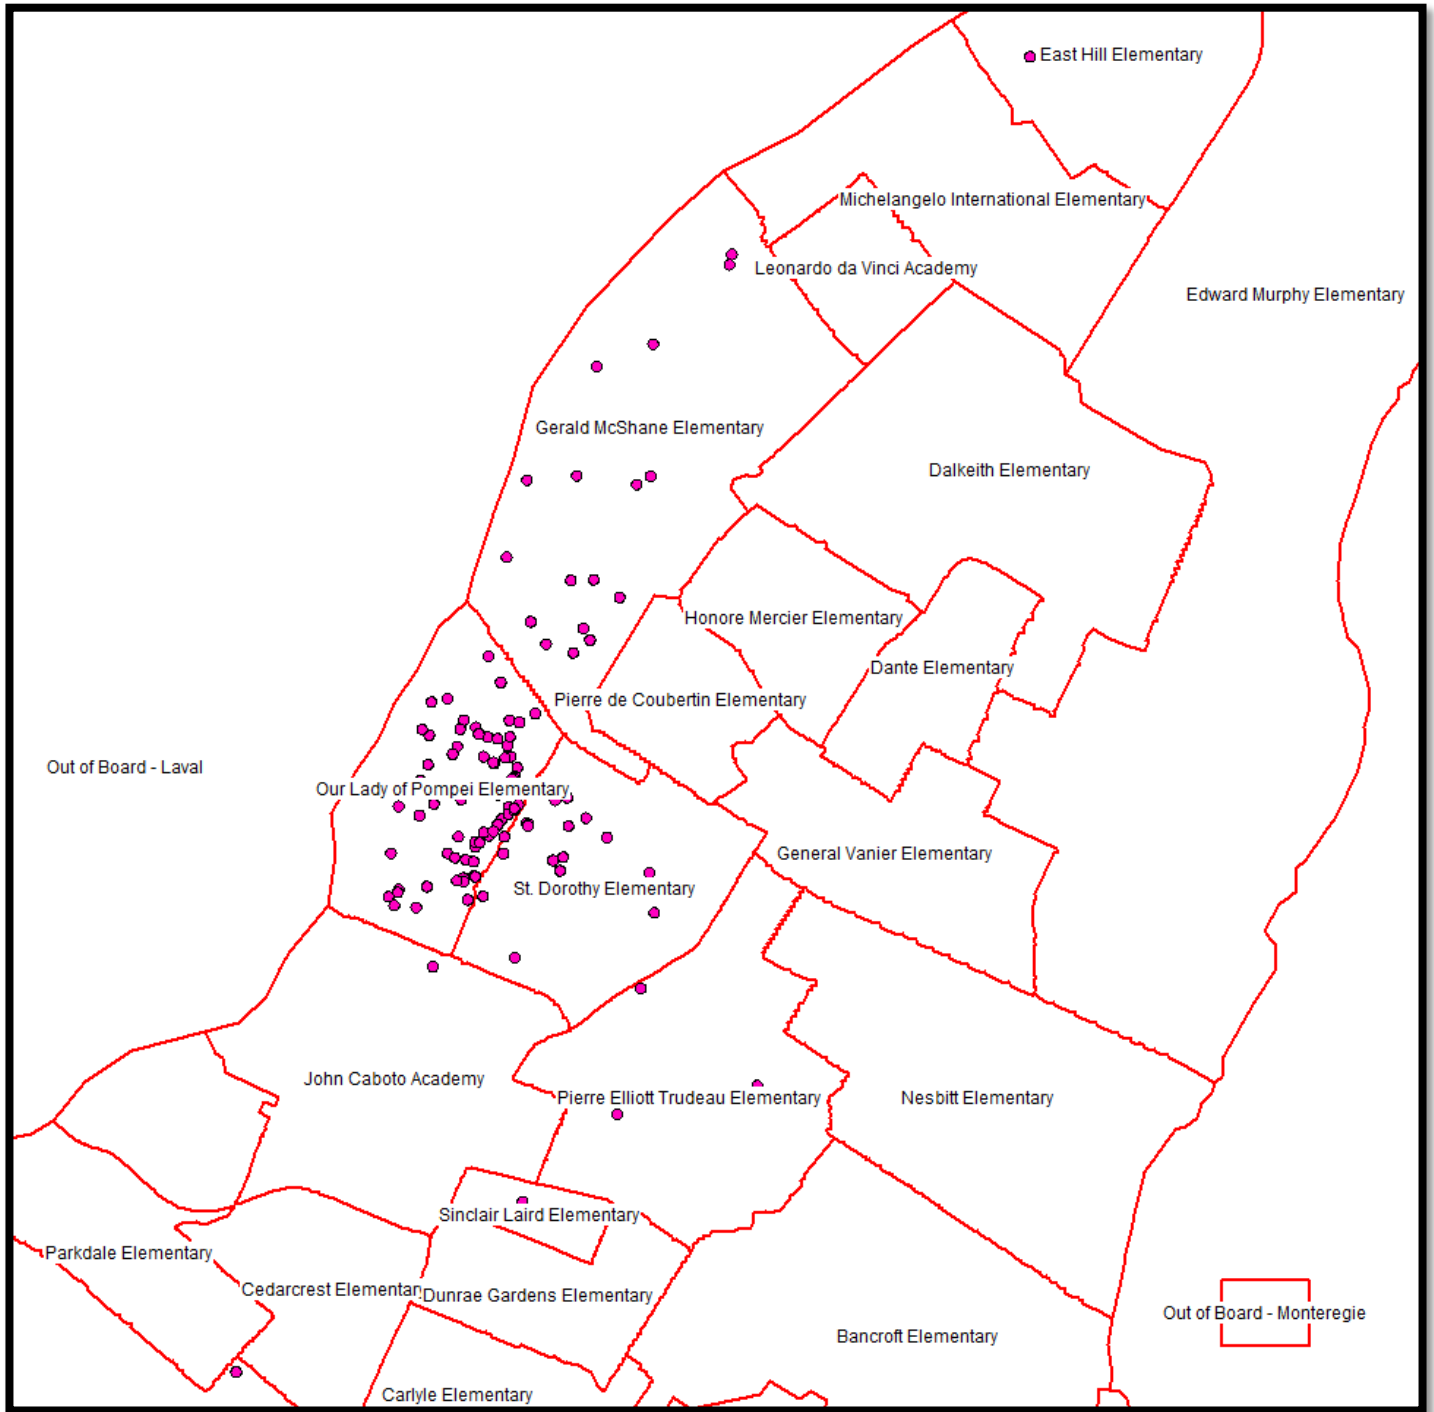 East Hill Elementary
Michelangelo International Elementary
Leonardo da Vinci Academy
Edward Murphy Elementary
Gerald McShane Elementary
Dalkeith Elementary
Honore Mercier Elementary
Dante Elementary
Pierre de Coubertin Elementary
Out of Board - Laval
Our Lady of Pompei Elementary
General Vanier Elementary
St. Dorothy Elementary
John Caboto Academy
Pierre Elliott Trudeau Elementary
Nesbitt Elementary
Sinclair Laird Elementary
Parkdale Elementary
Cedarcrest Elementar
Dunrae Gardens Elementary
Out of Board - Monteregie
Bancroft Elementary
Carlyle Elementary